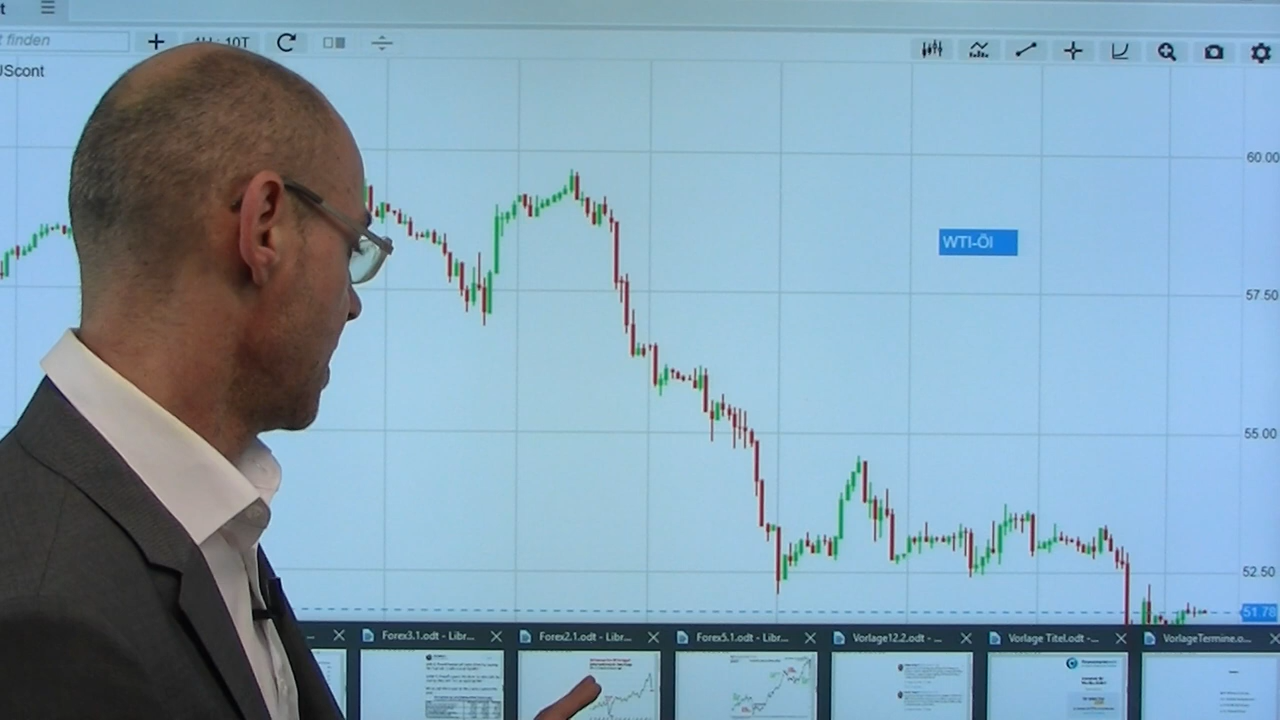 t
t finden
1H : 10T
UScont
60.00
WTI-Öl
57.50
55.00
52.50
51.78
...
Forex3.1.odt - Libr...
Forex2.1.odt - Libr...
Forex5.1.odt - Libr...
Vorlage12.2.odt - ...
Vorlage Titel.odt -...
VorlageTermine.o...